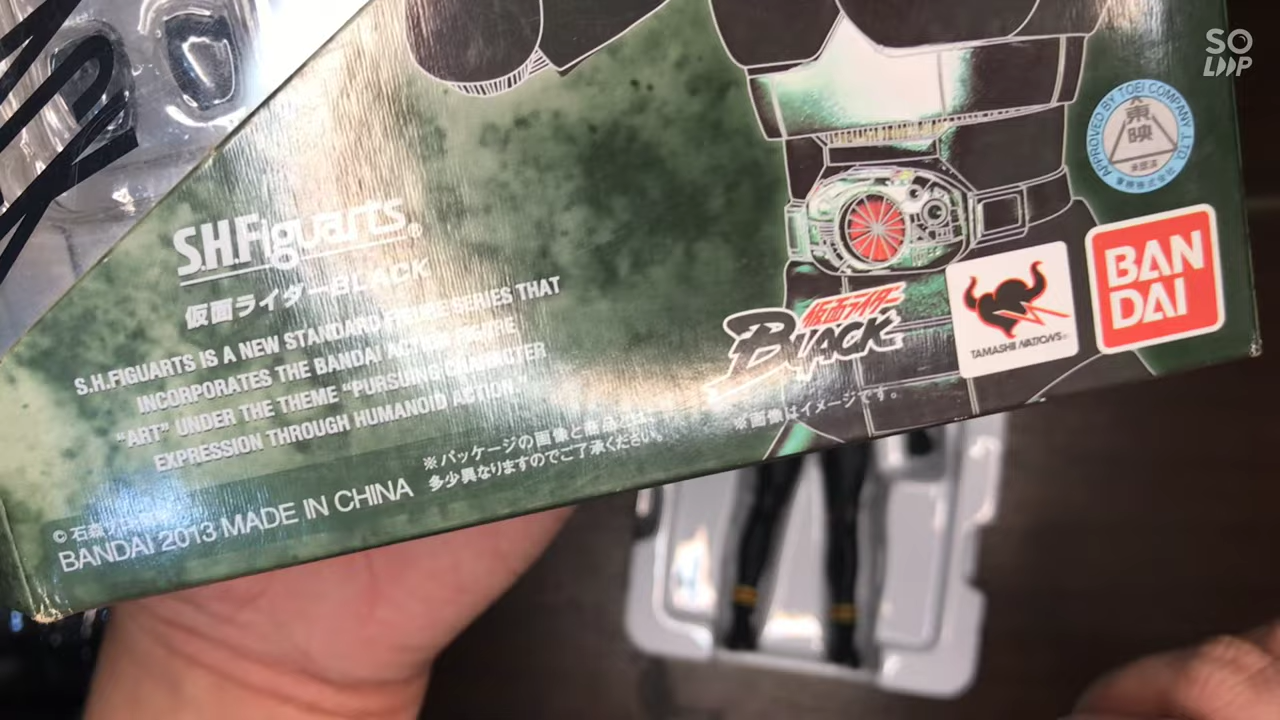 SO
LOOP
APPROVED BY TOEI COMPANY, LTD.
東映
S.H.Figuarts®
仮面ライダーBLACK
S.H.FIGUARTS IS A NEW STANDARD FIGURE SERIES THAT
INCORPORATES THE BANDAI ACTION FIGURE
“ART” UNDER THE THEME “PURSUING CHARACTER
EXPRESSION THROUGH HUMANOID ACTION.”
※パッケージの画像と商品とは、
多少異なりますのでご了承ください。
© 石森
BANDAI 2013 MADE IN CHINA
仮面ライダー
BLACK
※画像はイメージです。
TAMASHII NATIONS®
BAN
DAI